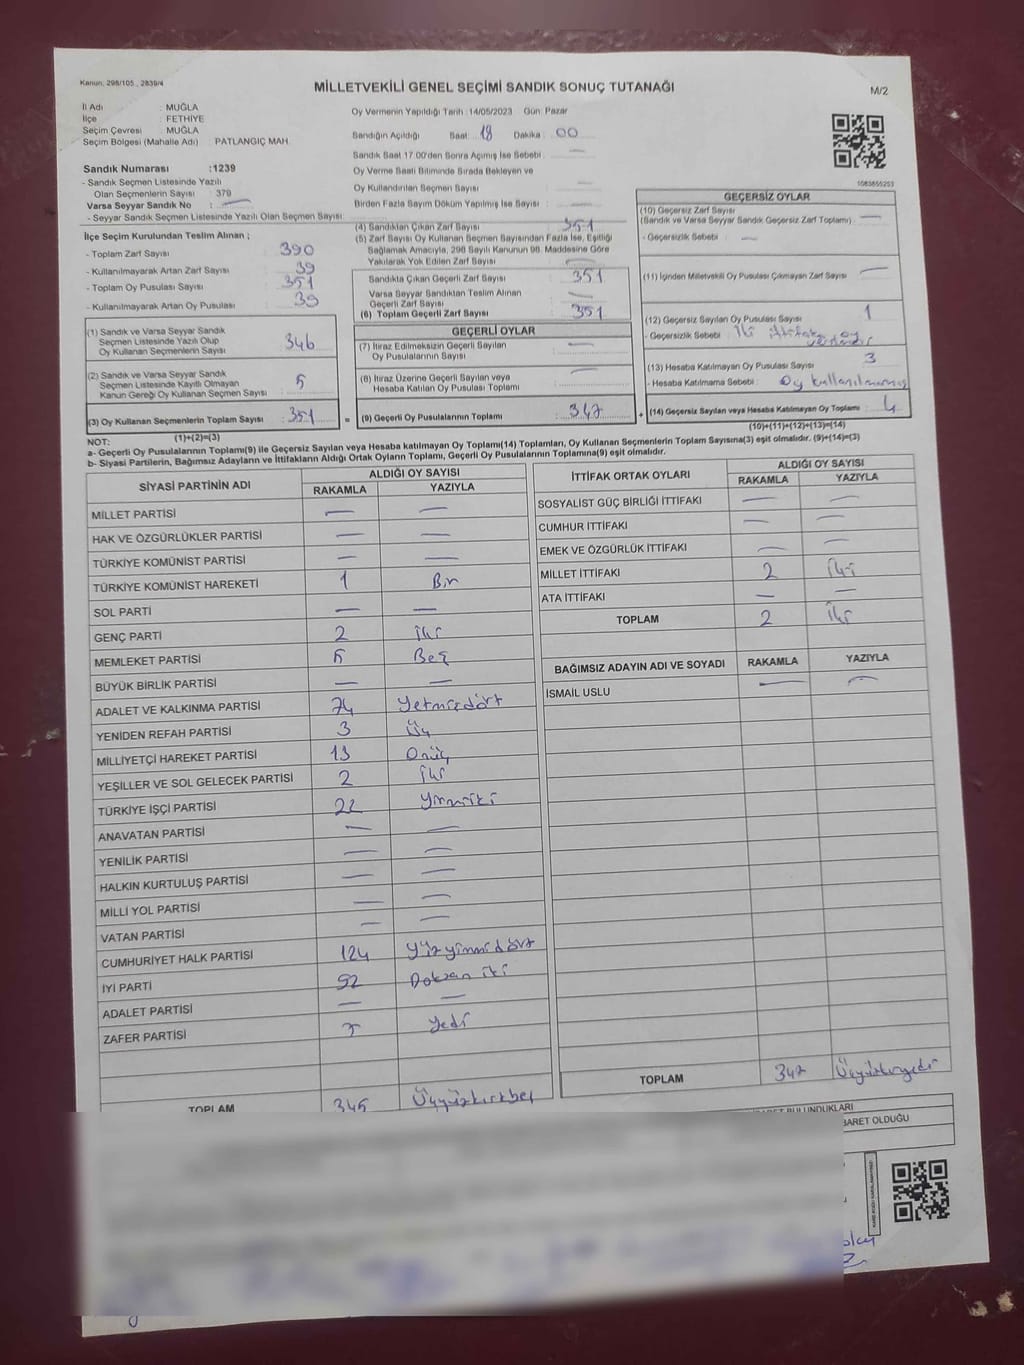 Kanun: 298/105 , 2839/4
MİLLETVEKİLİ GENEL SEÇİMİ SANDIK SONUÇ TUTANAĞI
M/2
İl Adı : MUĞLA
İlçe : FETHİYE
Seçim Çevresi : MUĞLA
Seçim Bölgesi (Mahalle Adı) : PATLANGIÇ MAH.
Sandık Numarası :1239
- Sandık Seçmen Listesinde Yazılı
Olan Seçmenlerin Sayısı : 379
Varsa Seyyar Sandık No : —
- Seyyar Sandık Seçmen Listesinde Yazılı Olan Seçmen Sayısı:
Oy Vermenin Yapıldığı Tarih :14/05/2023 Gün: Pazar
Sandığın Açıldığı Saat: 18 Dakika :00
Sandık Saat 17:00'den Sonra Açımış İse Sebebi : —
Oy Verme Saati Bitiminde Sırada Bekleyen ve
Oy Kullandırılan Seçmen Sayısı : —
Birden Fazla Sayım Döküm Yapılmış İse Sayısı : —
1083855253
İlçe Seçim Kurulundan Teslim Alınan ;
- Toplam Zarf Sayısı : 390
- Kullanılmayarak Artan Zarf Sayısı : 39
- Toplam Oy Pusulası Sayısı : 351
- Kullanılmayarak Artan Oy Pusulası : 39
(1) Sandık ve Varsa Seyyar Sandık
Seçmen Listesinde Yazılı Olup
Oy Kullanan Seçmenlerin Sayısı : 346
(2) Sandık ve Varsa Seyyar Sandık
Seçmen Listesinde Kayıtlı Olmayan
Kanun Gereği Oy Kullanan Seçmen Sayısı : 5
(3) Oy Kullanan Seçmenlerin Toplam Sayısı : 351
(1)+(2)=(3)
(4) Sandıktan Çıkan Zarf Sayısı : 351
(5) Zarf Sayısı Oy Kullanan Seçmen Sayısından Fazla İse, Eşitliği
Sağlamak Amacıyla, 298 Sayılı Kanunun 98. Maddesine Göre
Yakılarak Yok Edilen Zarf Sayısı : —
Sandıkta Çıkan Geçerli Zarf Sayısı : 351
Varsa Seyyar Sandıktan Teslim Alınan
Geçerli Zarf Sayısı : —
(6) Toplam Geçerli Zarf Sayısı : 351
GEÇERLİ OYLAR
(7) İtiraz Edilmeksizin Geçerli Sayılan
Oy Pusulalarının Sayısı : —
(8) İtiraz Üzerine Geçerli Sayılan veya
Hesaba Katılan Oy Pusulası Toplamı : —
= (9) Geçerli Oy Pusulalarının Toplamı : 347
GEÇERSİZ OYLAR
(10) Geçersiz Zarf Sayısı
(Sandık ve Varsa Seyyar Sandık Geçersiz Zarf Toplamı) : —
- Geçersizlik Sebebi : —
(11) İçinden Milletvekili Oy Pusulası Çıkmayan Zarf Sayısı : —
(12) Geçersiz Sayılan Oy Pusulası Sayısı : 1
- Geçersizlik Sebebi : İki ittifaka oy
(13) Hesaba Katılmayan Oy Pusulası Sayısı : 3
- Hesaba Katılmama Sebebi : Oy kullanılmamış
+ (14) Geçersiz Sayılan veya Hesaba Katılmayan Oy Toplamı : 4
(10)+(11)+(12)+(13)=(14)
NOT:
a- Geçerli Oy Pusulalarının Toplamı(9) ile Geçersiz Sayılan veya Hesaba katılmayan Oy Toplamı(14) Toplamları, Oy Kullanan Seçmenlerin Toplam Sayısına(3) eşit olmalıdır. (9)+(14)=(3)
b- Siyasi Partilerin, Bağımsız Adayların ve İttifakların Aldığı Ortak Oyların Toplamı, Geçerli Oy Pusulalarının Toplamına(9) eşit olmalıdır.
SİYASİ PARTİNİN ADI ALDIĞI OY SAYISI
RAKAMLA YAZIYLA
MİLLET PARTİSİ — —
HAK VE ÖZGÜRLÜKLER PARTİSİ — —
TÜRKİYE KOMÜNİST PARTİSİ — —
TÜRKİYE KOMÜNİST HAREKETİ 1 Bir
SOL PARTİ — —
GENÇ PARTİ 2 İki
MEMLEKET PARTİSİ 5 Beş
BÜYÜK BİRLİK PARTİSİ — —
ADALET VE KALKINMA PARTİSİ 74 Yetmişdört
YENİDEN REFAH PARTİSİ 3 Üç
MİLLİYETÇİ HAREKET PARTİSİ 13 Onüç
YEŞİLLER VE SOL GELECEK PARTİSİ 2 İki
TÜRKİYE İŞÇİ PARTİSİ 22 Yirmiiki
ANAVATAN PARTİSİ — —
YENİLİK PARTİSİ — —
HALKIN KURTULUŞ PARTİSİ — —
MİLLİ YOL PARTİSİ — —
VATAN PARTİSİ — —
CUMHURİYET HALK PARTİSİ 124 Yüzyirmidört
İYİ PARTİ 92 Doksan iki
ADALET PARTİSİ — —
ZAFER PARTİSİ 7 Yedi
TOPLAM 345 Üçyüzkırkbeş
İTTİFAK ORTAK OYLARI ALDIĞI OY SAYISI
RAKAMLA YAZIYLA
SOSYALİST GÜÇ BİRLİĞİ İTTİFAKI — —
CUMHUR İTTİFAKI — —
EMEK VE ÖZGÜRLÜK İTTİFAKI — —
MİLLET İTTİFAKI 2 İki
ATA İTTİFAKI — —
TOPLAM 2 İki
BAĞIMSIZ ADAYIN ADI VE SOYADI RAKAMLA YAZIYLA
İSMAİL USLU — —
TOPLAM 347 Üçyüzkırkyedi
BULUNDUKLARI
BARET OLDUĞU